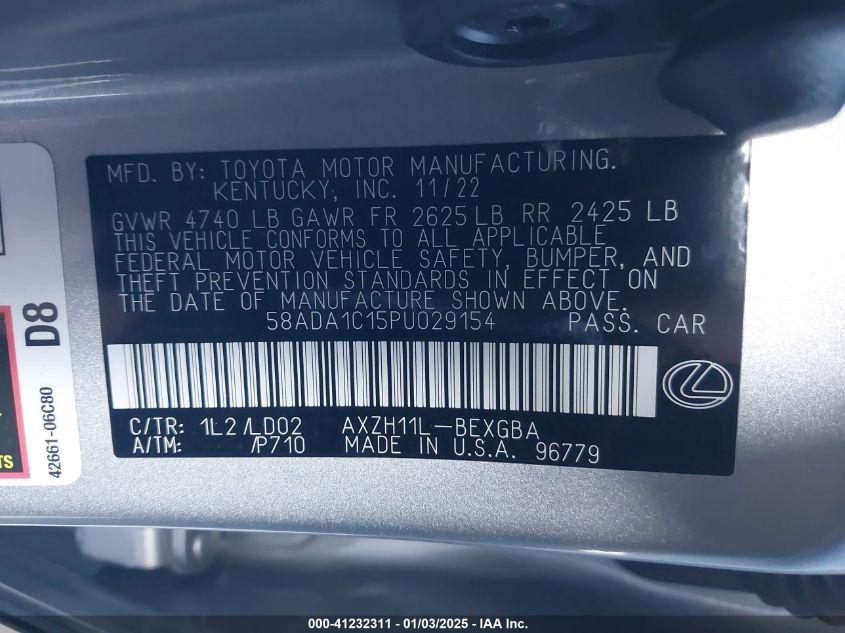 MFD. BY: TOYOTA MOTOR MANUFACTURING.
KENTUCKY, INC. 11/22
GVWR 4740 LB GAWR FR 2625 LB RR 2425 LB
THIS VEHICLE CONFORMS TO ALL APPLICABLE
FEDERAL MOTOR VEHICLE SAFETY, BUMPER, AND
THEFT PREVENTION STANDARDS IN EFFECT ON
THE DATE OF MANUFACTURE SHOWN ABOVE.
58ADA1C15PU029154 PASS. CAR
C/TR: 1L2/LD02 AXZH11L-BEXGBA
A/TM: /P710 MADE IN U.S.A. 96779
D8
42661-06C80
TS
000-41232311 - 01/03/2025 - IAA Inc.